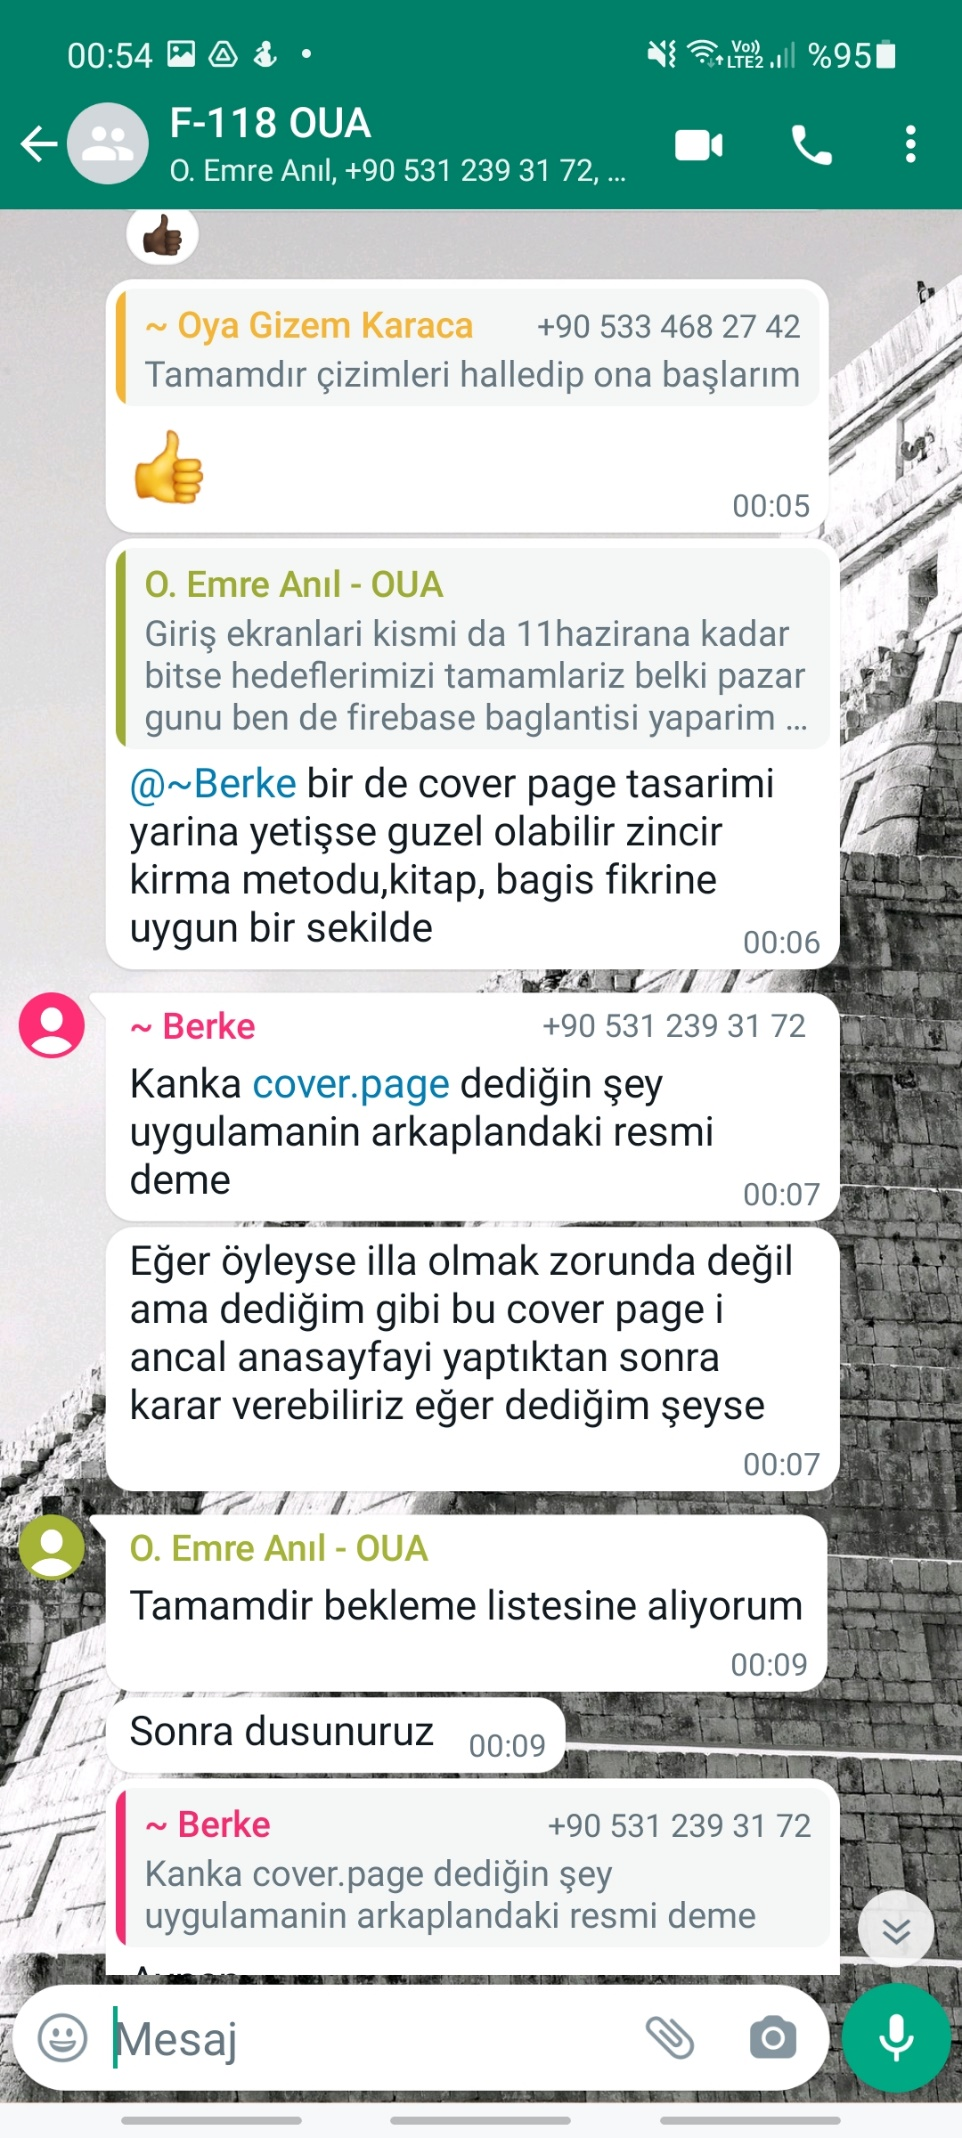 00:54
Vo))
LTE2
%95
F-118 OUA
O. Emre Anıl, +90 531 239 31 72, ...
~ Oya Gizem Karaca +90 533 468 27 42
Tamamdır çizimleri halledip ona başlarım
00:05
O. Emre Anıl - OUA
Giriş ekranlari kismi da 11hazirana kadar
bitse hedeflerimizi tamamlariz belki pazar
gunu ben de firebase baglantisi yaparim ...
@~Berke bir de cover page tasarimi
yarina yetişse guzel olabilir zincir
kirma metodu,kitap, bagis fikrine
uygun bir sekilde
00:06
~ Berke +90 531 239 31 72
Kanka cover.page dediğin şey
uygulamanin arkaplandaki resmi
deme
00:07
Eğer öyleyse illa olmak zorunda değil
ama dediğim gibi bu cover page i
ancal anasayfayi yaptıktan sonra
karar verebiliriz eğer dediğim şeyse
00:07
O. Emre Anıl - OUA
Tamamdir bekleme listesine aliyorum
00:09
Sonra dusunuruz 00:09
~ Berke +90 531 239 31 72
Kanka cover.page dediğin şey
uygulamanin arkaplandaki resmi deme
Mesaj